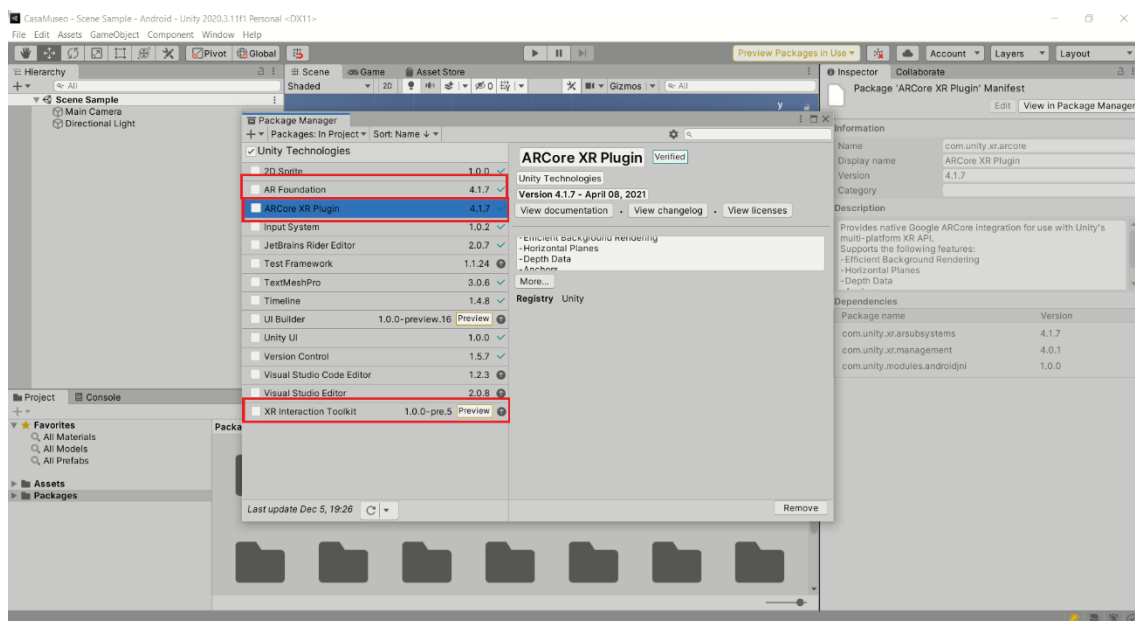 CasaMuseo - Scene Sample - Android - Unity 2020.3.11f1 Personal <DX11>
File Edit Assets GameObject Component Window Help
Pivot Global Preview Packages in Use Account Layers Layout
Hierarchy
All
Scene Sample
Main Camera
Directional Light
Scene Game Asset Store
Shaded 2D 0 Gizmos All
y
Package Manager
Packages: In Project Sort: Name ↓
Unity Technologies
2D Sprite 1.0.0
AR Foundation 4.1.7
ARCore XR Plugin 4.1.7
Input System 1.0.2
JetBrains Rider Editor 2.0.7
Test Framework 1.1.24
TextMeshPro 3.0.6
Timeline 1.4.8
UI Builder 1.0.0-preview.16 Preview
Unity UI 1.0.0
Version Control 1.5.7
Visual Studio Code Editor 1.2.3
Visual Studio Editor 2.0.8
XR Interaction Toolkit 1.0.0-pre.5 Preview
Last update Dec 5, 19:26
ARCore XR Plugin Verified
Unity Technologies
Version 4.1.7 - April 08, 2021
View documentation • View changelog • View licenses
-Efficient Background Rendering
-Horizontal Planes
-Depth Data
-Anchors
More...
Registry Unity
Remove
Inspector Collaborate
Package 'ARCore XR Plugin' Manifest
Edit View in Package Manager
Information
Name com.unity.xr.arcore
Display name ARCore XR Plugin
Version 4.1.7
Category
Description
Provides native Google ARCore integration for use with Unity's
multi-platform XR API.
Supports the following features:
-Efficient Background Rendering
-Horizontal Planes
-Depth Data
Dependencies
Package name Version
com.unity.xr.arsubsystems 4.1.7
com.unity.xr.management 4.0.1
com.unity.modules.androidjni 1.0.0
Project Console
Favorites
All Materials
All Models
All Prefabs
Assets
Packages
Packa